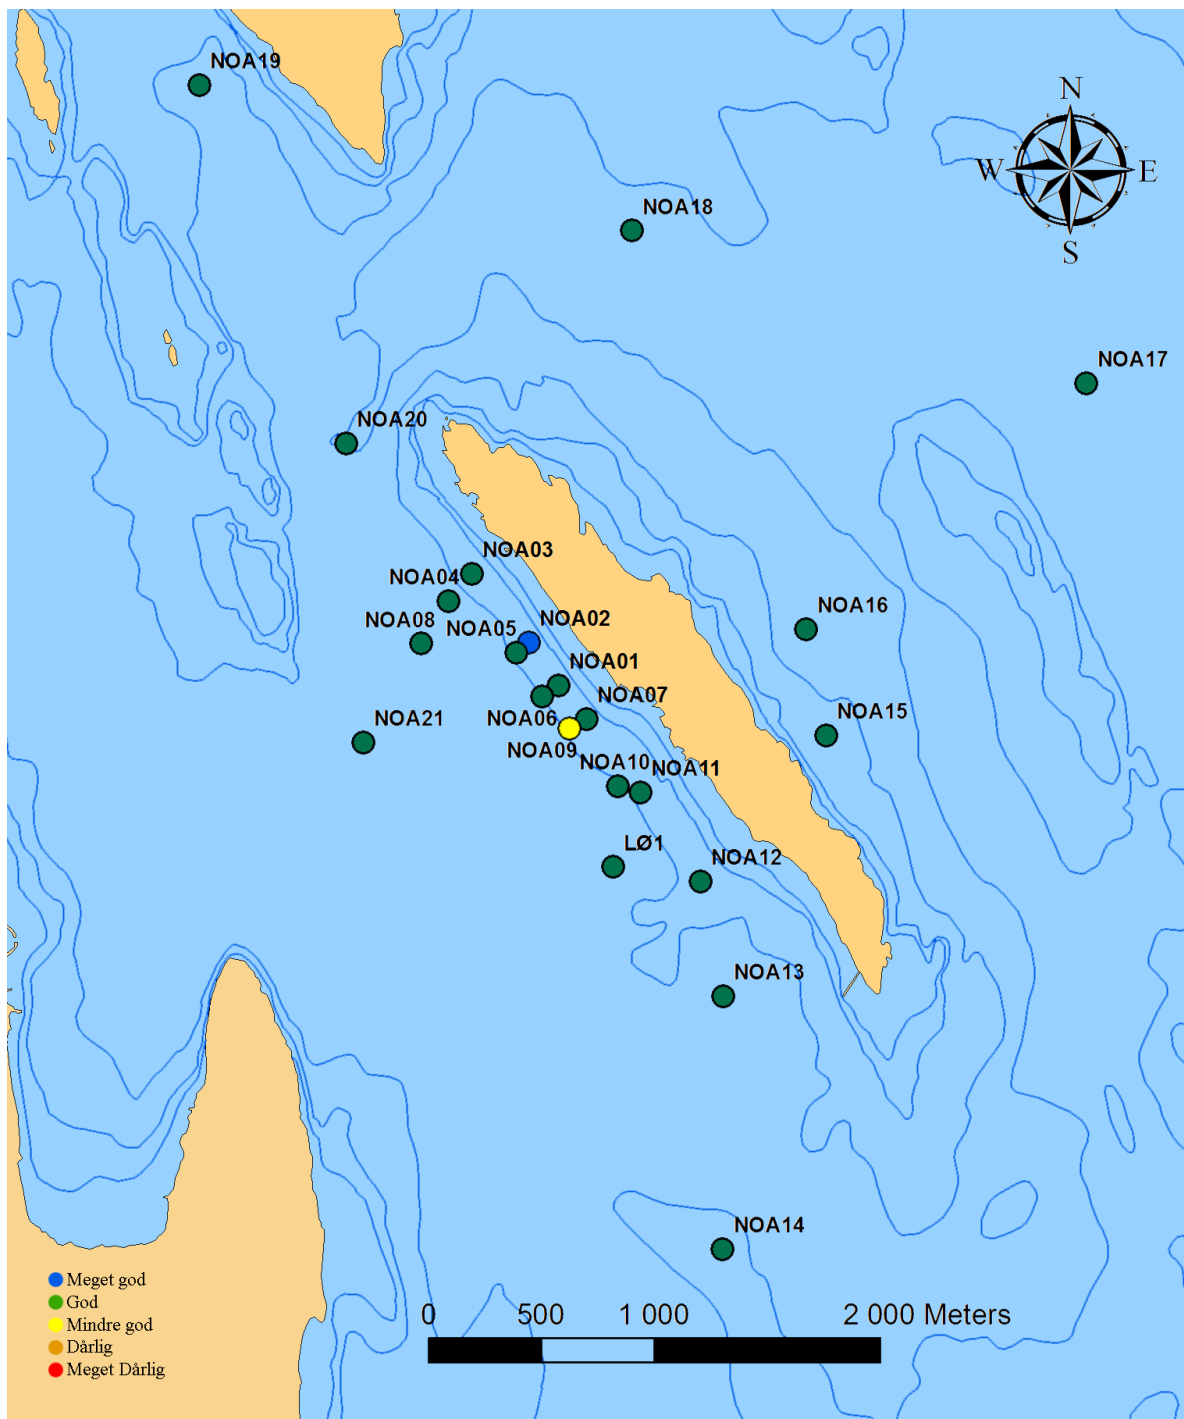 NOA19
N
W
E
S
NOA18
NOA17
NOA20
NOA03
NOA04
NOA08
NOA05
NOA02
NOA16
NOA01
NOA07
NOA06
NOA21
NOA15
NOA09
NOA10
NOA11
LØ1
NOA12
NOA13
NOA14
Meget god
God
Mindre god
Dårlig
Meget Dårlig
0 500 1 000 2 000 Meters